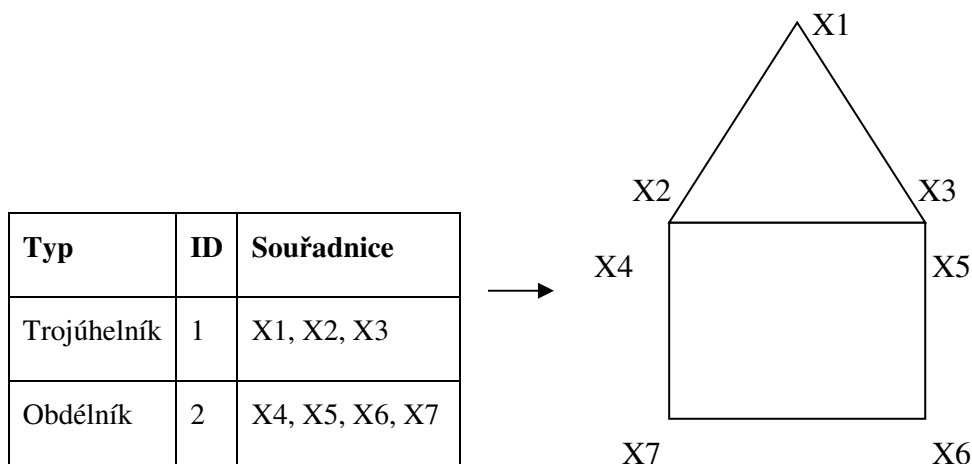 X1
X2 X3
X4 X5
X7 X6
Typ ID Souřadnice
Trojúhelník 1 X1, X2, X3
Obdélník 2 X4, X5, X6, X7